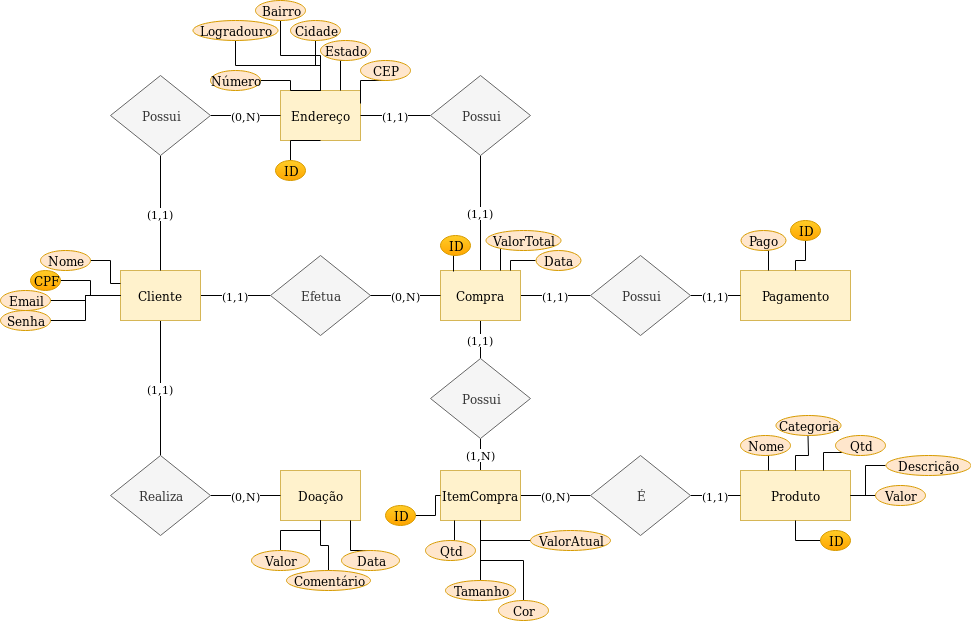 Bairro
Logradouro
Cidade
Estado
CEP
Número
Possui
(0,N)
Endereço
(1,1)
Possui
ID
(1,1)
(1,1)
Nome
CPF
Email
Senha
Cliente
(1,1)
Efetua
(0,N)
ID
ValorTotal
Data
Compra
(1,1)
Possui
(1,1)
Pago
ID
Pagamento
(1,1)
(1,1)
Possui
(1,N)
Realiza
(0,N)
Doação
Valor
Comentário
Data
ItemCompra
ID
Qtd
ValorAtual
Tamanho
Cor
(0,N)
É
(1,1)
Nome
Categoria
Qtd
Descrição
Valor
Produto
ID